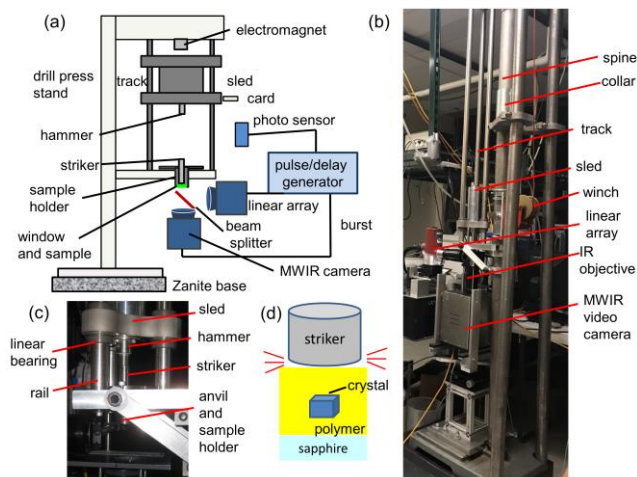 (a)
electromagnet
drill press
stand
track
sled
card
hammer
photo sensor
striker
pulse/delay
generator
sample
holder
linear array
window
and sample
beam
splitter
burst
MWIR camera
Zanite base
(b)
spine
collar
track
sled
winch
linear
array
IR
objective
MWIR
video
camera
(c)
sled
linear
bearing
hammer
rail
striker
anvil
and
sample
holder
(d)
striker
crystal
polymer
sapphire